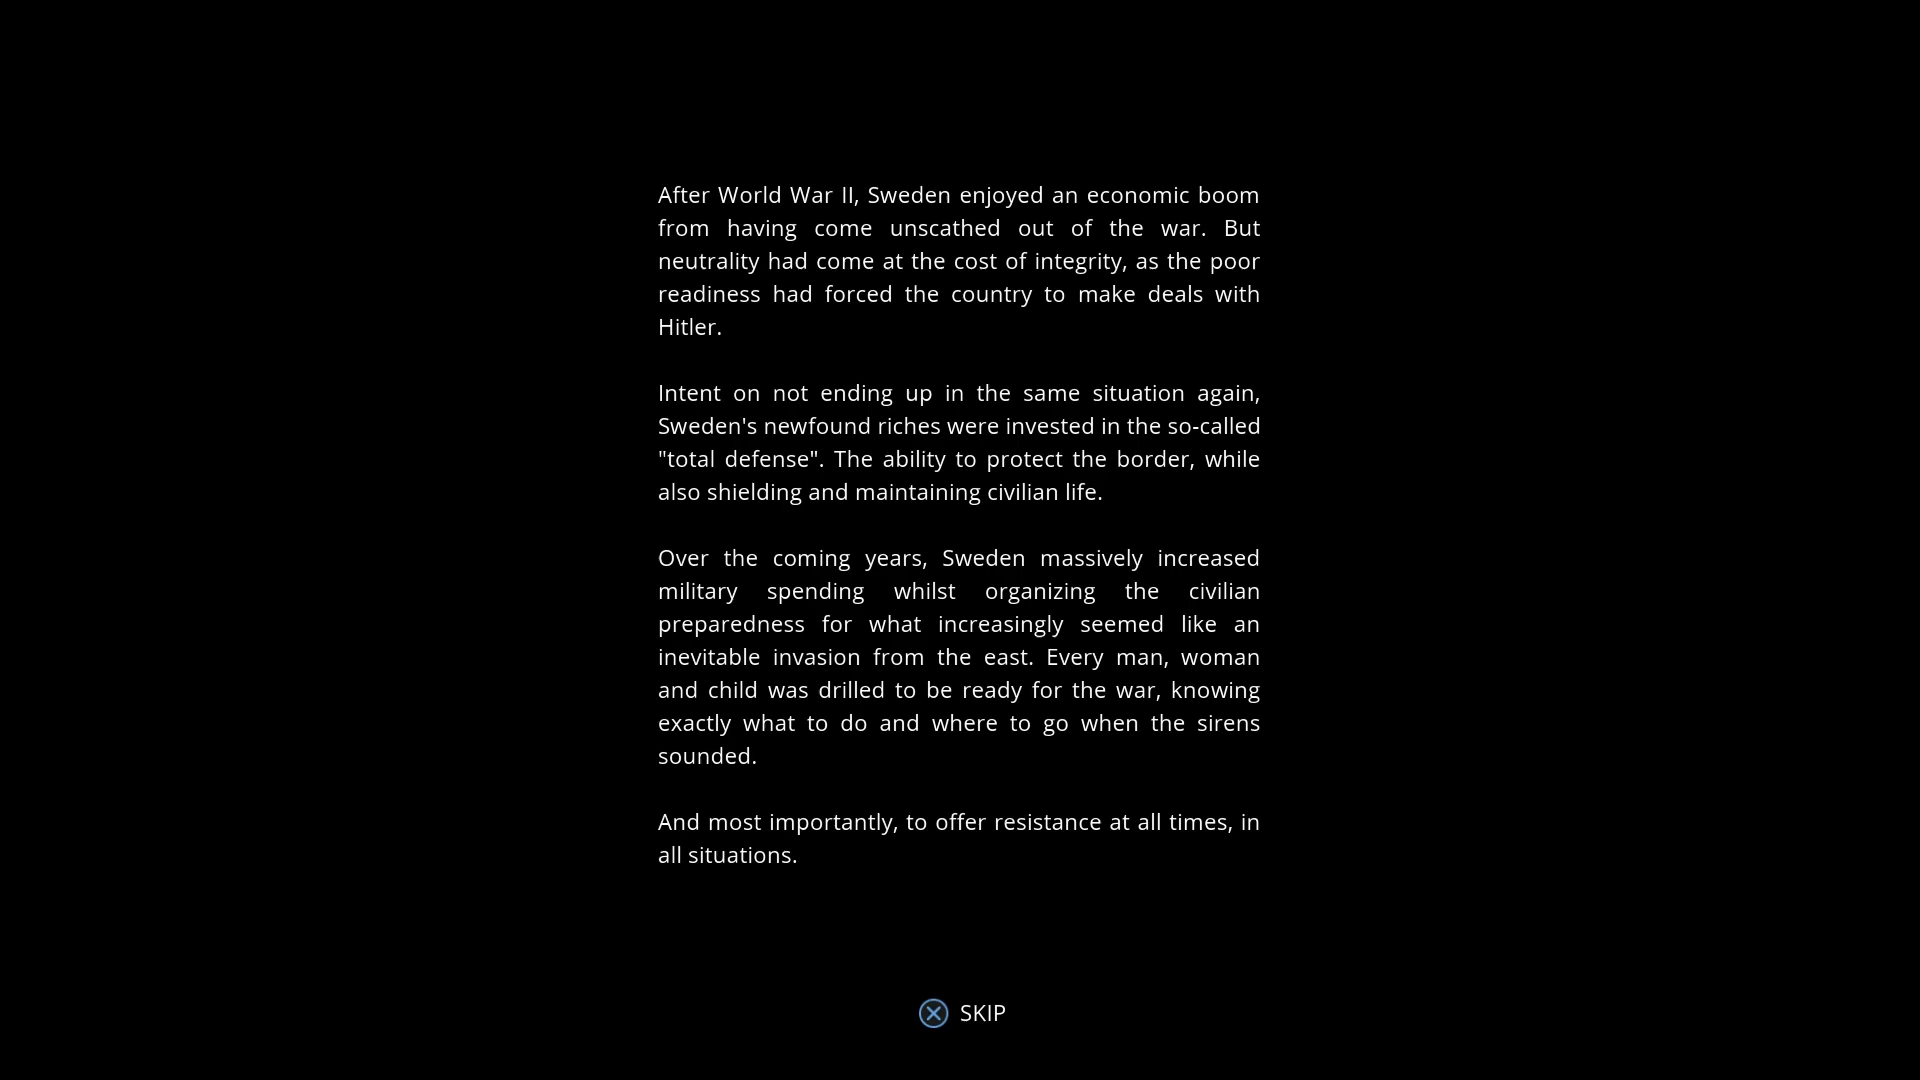 After World War II, Sweden enjoyed an economic boom
from having come unscathed out of the war. But
neutrality had come at the cost of integrity, as the poor
readiness had forced the country to make deals with
Hitler.
Intent on not ending up in the same situation again,
Sweden's newfound riches were invested in the so-called
"total defense". The ability to protect the border, while
also shielding and maintaining civilian life.
Over the coming years, Sweden massively increased
military spending whilst organizing the civilian
preparedness for what increasingly seemed like an
inevitable invasion from the east. Every man, woman
and child was drilled to be ready for the war, knowing
exactly what to do and where to go when the sirens
sounded.
And most importantly, to offer resistance at all times, in
all situations.
SKIP